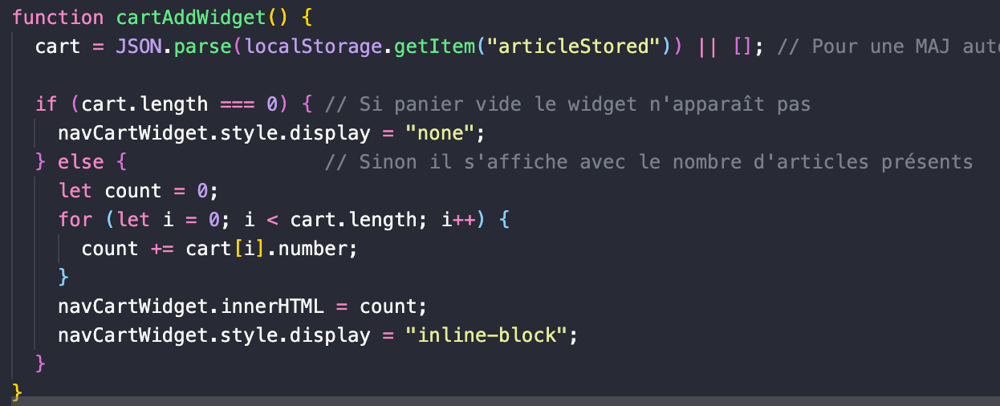 function cartAddWidget() {
cart = JSON.parse(localStorage.getItem("articleStored")) || []; // Pour une MAJ
if (cart.length === 0) { // Si panier vide le widget n'apparaît pas
navCartWidget.style.display = "none";
} else { // Sinon il s'affiche avec le nombre d'articles présents
let count = 0;
for (let i = 0; i < cart.length; i++) {
count += cart[i].number;
}
navCartWidget.innerHTML = count;
navCartWidget.style.display = "inline-block";
}
}